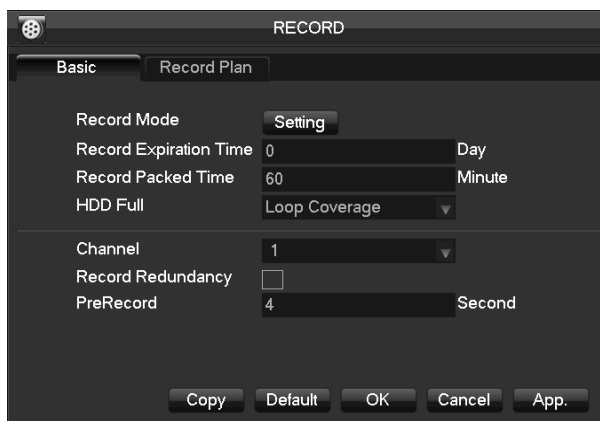 RECORD
Basic Record Plan
Record Mode Setting
Record Expiration Time 0 Day
Record Packed Time 60 Minute
HDD Full Loop Coverage
Channel 1
Record Redundancy
PreRecord 4 Second
Copy Default OK Cancel App.